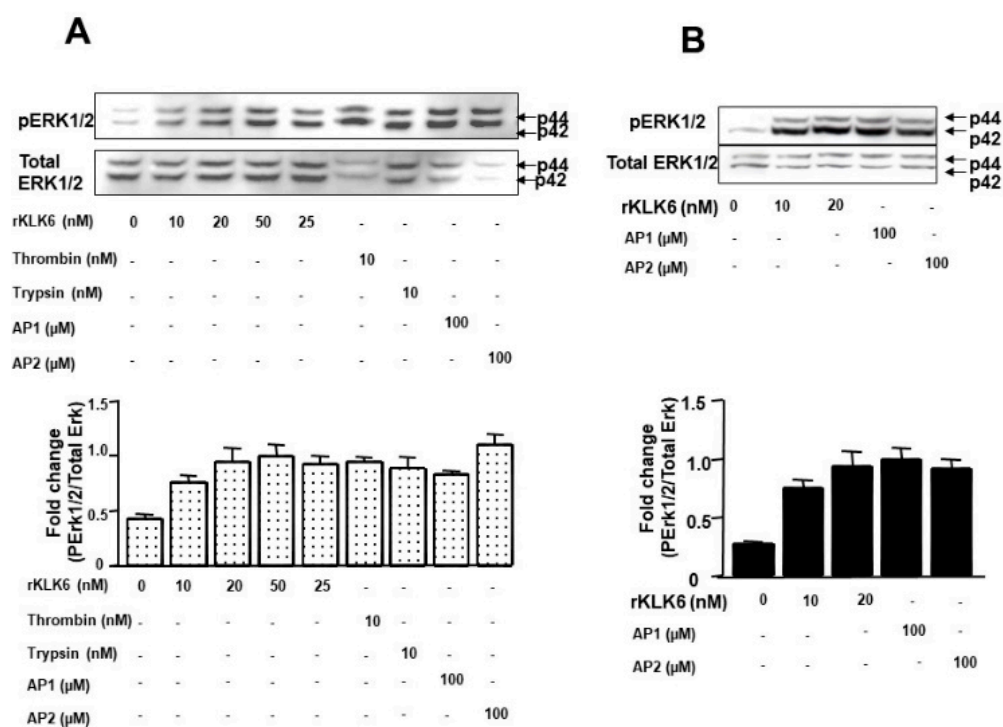 A
pERK1/2
p44
p42
Total
ERK1/2
p44
p42
rKLK6 (nM) 0 10 20 50 25 - - - -
Thrombin (nM) - - - - - 10 - - -
Trypsin (nM) - - - - - - 10 - -
AP1 (µM) - - - - - - - 100 -
AP2 (µM) - - - - - - - - 100
Fold change
(PErk1/2/Total Erk)
1.5
1.0
0.5
0
rKLK6 (nM) 0 10 20 50 25 - - - -
Thrombin (nM) - - - - - 10 - - -
Trypsin (nM) - - - - - - 10 - -
AP1 (µM) - - - - - - - 100 -
AP2 (µM) - - - - - - - - 100
B
pERK1/2
p44
p42
Total ERK1/2
p44
p42
rKLK6 (nM) 0 10 20 - -
AP1 (µM) - - - 100 -
AP2 (µM) - - - - 100
Fold change
(PErk1/2/Total Erk)
1.5
1.0
0.5
0
rKLK6 (nM) 0 10 20 - -
AP1 (µM) - - - 100 -
AP2 (µM) - - - - 100